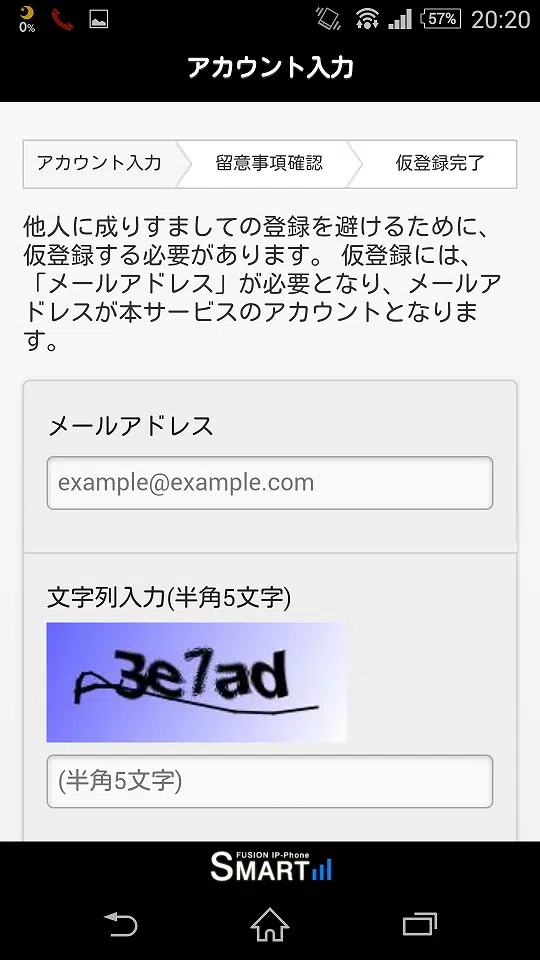 0%
57%
20:20
アカウント入力
アカウント入力 留意事項確認 仮登録完了
他人に成りすましての登録を避けるために、
仮登録する必要があります。 仮登録には、
「メールアドレス」が必要となり、メールア
ドレスが本サービスのアカウントとなりま
す。
メールアドレス
example@example.com
文字列入力(半角5文字)
3e7ad
(半角5文字)
FUSION IP-Phone
SMART